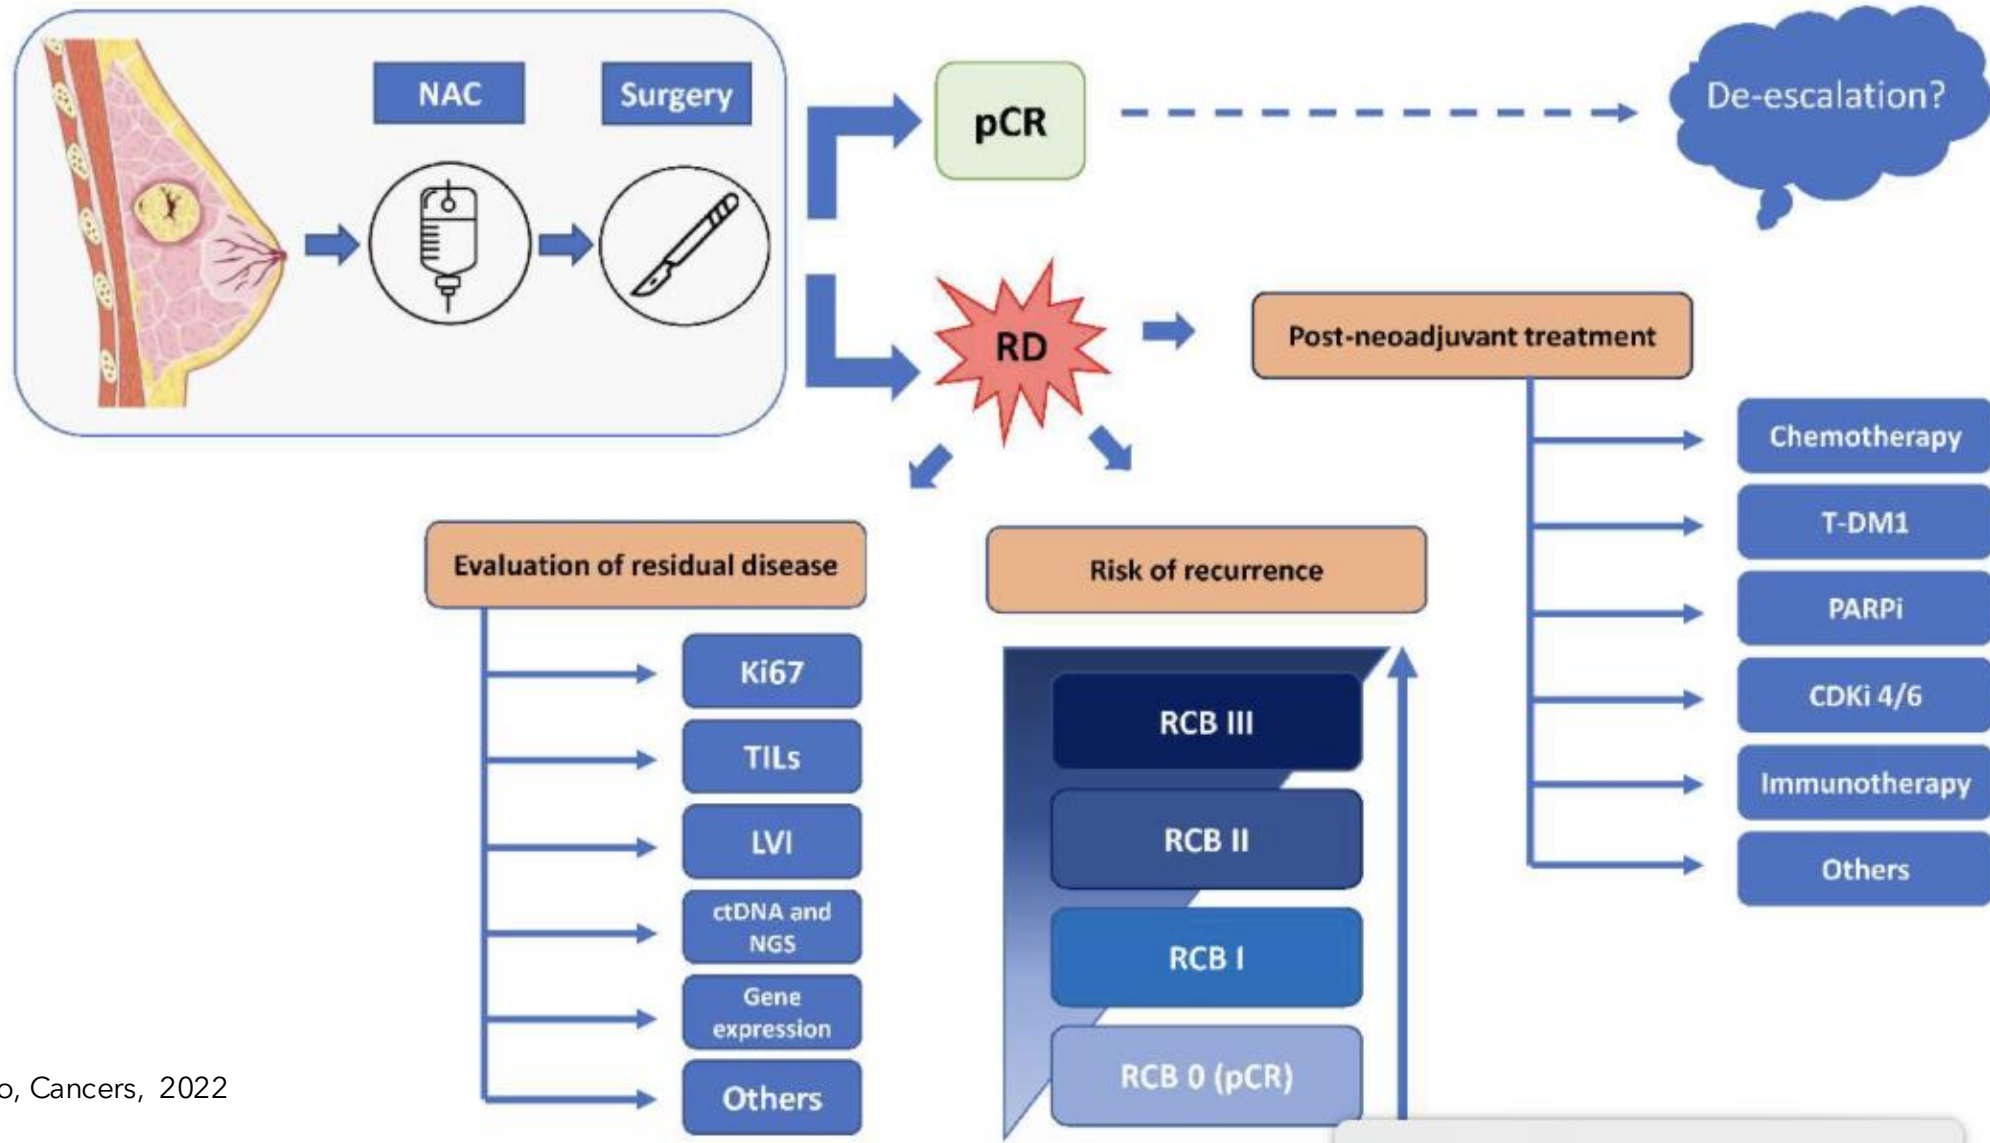 NAC
Surgery
pCR
De-escalation?
RD
Post-neoadjuvant treatment
Chemotherapy
T-DM1
PARPi
CDKi 4/6
Immunotherapy
Others
Evaluation of residual disease
Ki67
TILs
LVI
ctDNA and
NGS
Gene
expression
Others
Risk of recurrence
RCB III
RCB II
RCB I
RCB 0 (pCR)
Cancers, 2022